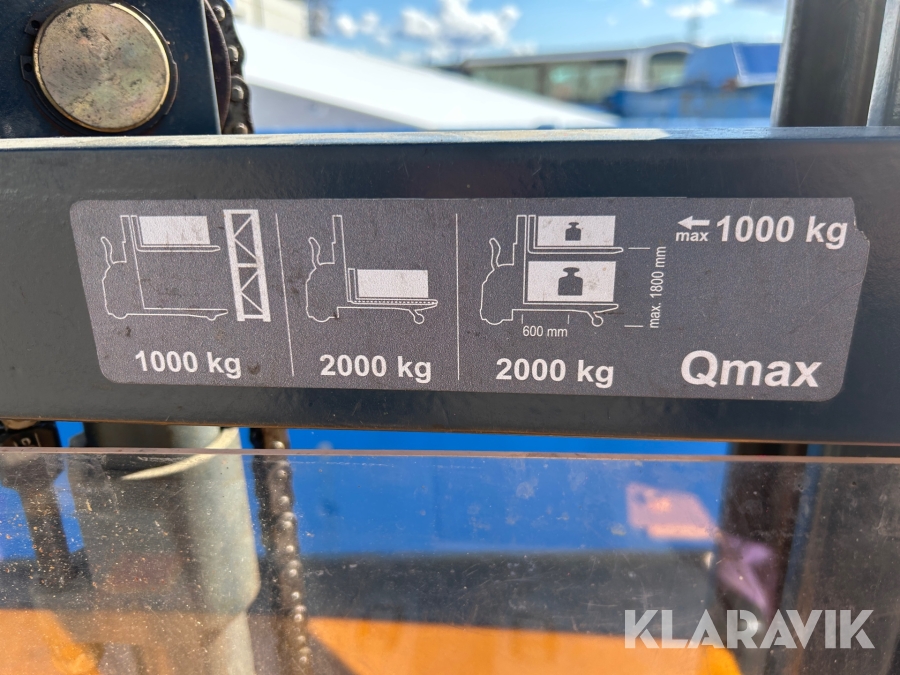 max 1000 kg
max. 1800 mm
600 mm
1000 kg
2000 kg
2000 kg
Qmax
KLARAVIK